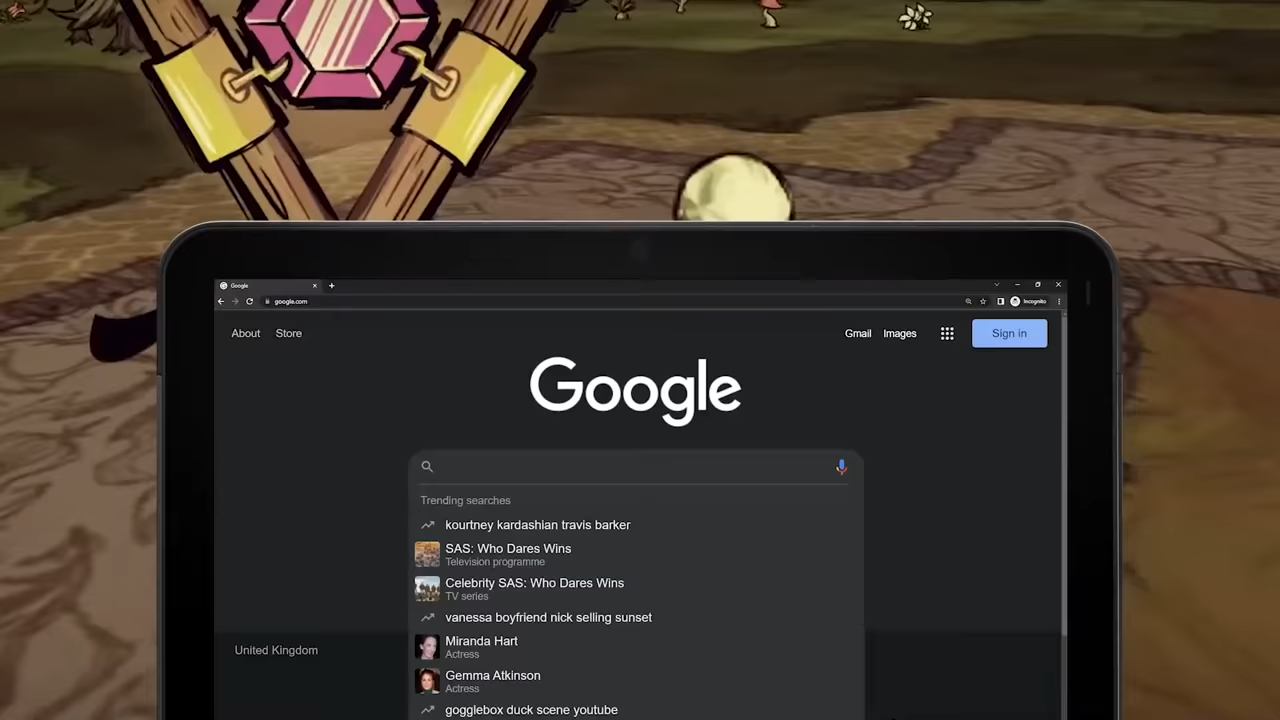 Google
google.com
Incognito
About
Store
Gmail
Images
Sign in
Google
Trending searches
kourtney kardashian travis barker
SAS: Who Dares Wins
Television programme
Celebrity SAS: Who Dares Wins
TV series
vanessa boyfriend nick selling sunset
Miranda Hart
Actress
United Kingdom
Gemma Atkinson
Actress
gogglebox duck scene youtube